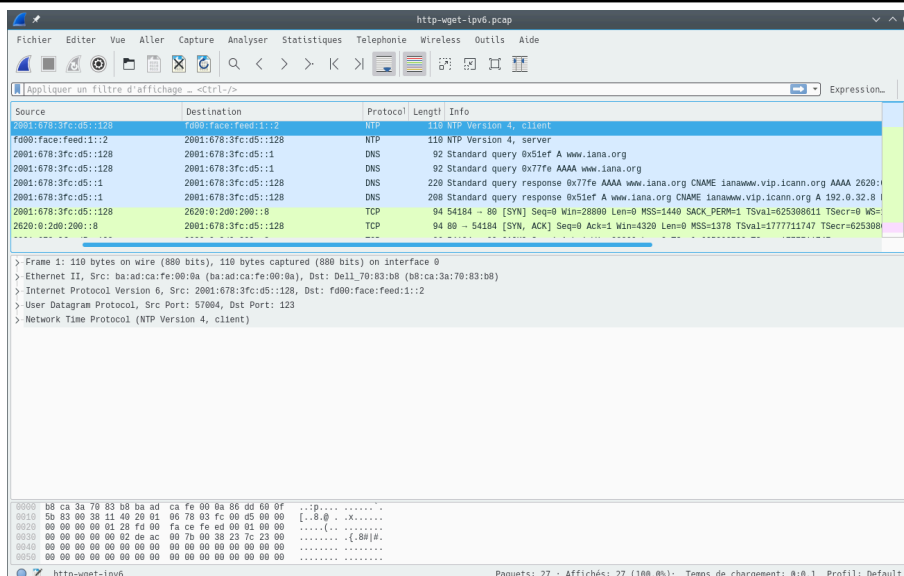 http-wget-ipv6.pcap
Fichier Editer Vue Aller Capture Analyser Statistiques Telephonie Wireless Outils Aide
Appliquer un filtre d'affichage … <Ctrl-/> Expression…
Source Destination Protocol Lengtl Info
2001:678:3fc:d5::128 fd00:face:feed:1::2 NTP 110 NTP Version 4, client
fd00:face:feed:1::2 2001:678:3fc:d5::128 NTP 110 NTP Version 4, server
2001:678:3fc:d5::128 2001:678:3fc:d5::1 DNS 92 Standard query 0x51ef A www.iana.org
2001:678:3fc:d5::128 2001:678:3fc:d5::1 DNS 92 Standard query 0x77fe AAAA www.iana.org
2001:678:3fc:d5::1 2001:678:3fc:d5::128 DNS 220 Standard query response 0x77fe AAAA www.iana.org CNAME ianawww.vip.icann.org AAAA 2620:
2001:678:3fc:d5::1 2001:678:3fc:d5::128 DNS 208 Standard query response 0x51ef A www.iana.org CNAME ianawww.vip.icann.org A 192.0.32.8
2001:678:3fc:d5::128 2620:0:2d0:200::8 TCP 94 54184 → 80 [SYN] Seq=0 Win=28800 Len=0 MSS=1440 SACK_PERM=1 TSval=625308611 TSecr=0 WS=
2620:0:2d0:200::8 2001:678:3fc:d5::128 TCP 94 80 → 54184 [SYN, ACK] Seq=0 Ack=1 Win=4320 Len=0 MSS=1378 TSval=1777711747 TSecr=625308
Frame 1: 110 bytes on wire (880 bits), 110 bytes captured (880 bits) on interface 0
Ethernet II, Src: ba:ad:ca:fe:00:0a (ba:ad:ca:fe:00:0a), Dst: Dell_70:83:b8 (b8:ca:3a:70:83:b8)
Internet Protocol Version 6, Src: 2001:678:3fc:d5::128, Dst: fd00:face:feed:1::2
User Datagram Protocol, Src Port: 57004, Dst Port: 123
Network Time Protocol (NTP Version 4, client)
0000 b8 ca 3a 70 83 b8 ba ad ca fe 00 0a 86 dd 60 0f ..:p.... ......`.
0010 5b 83 00 38 11 40 20 01 06 78 03 fc 00 d5 00 00 [..8.@ . .x......
0020 00 00 00 00 01 28 fd 00 fa ce fe ed 00 01 00 00 .....(.. ........
0030 00 00 00 00 00 02 de ac 00 7b 00 38 23 7c 23 00 ........ .{.8#|#.
0040 00 00 00 00 00 00 00 00 00 00 00 00 00 00 00 00 ........ ........
0050 00 00 00 00 00 00 00 00 00 00 00 00 00 00 00 00 ........ ........
http-wget-ipv6 Paquets: 27 · Affichés: 27 (100.0%); Temps de chargement: 0:0.1 Profil: Default